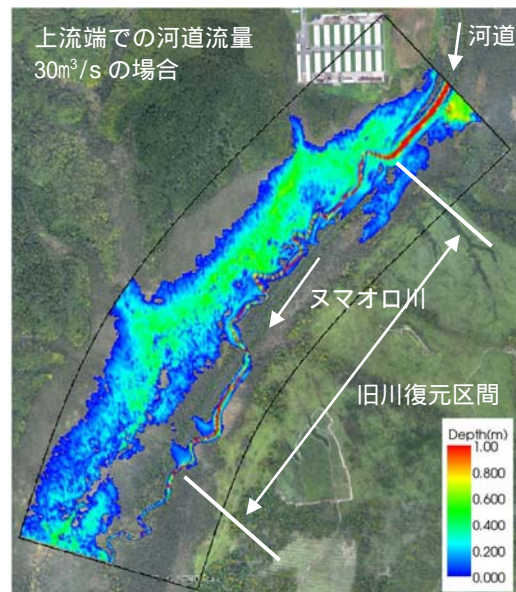 上流端での河道流量
30m³/s の場合
河道
ヌマオロ川
旧川復元区間
Depth(m)
1.00
0.800
0.600
0.400
0.200
0.000